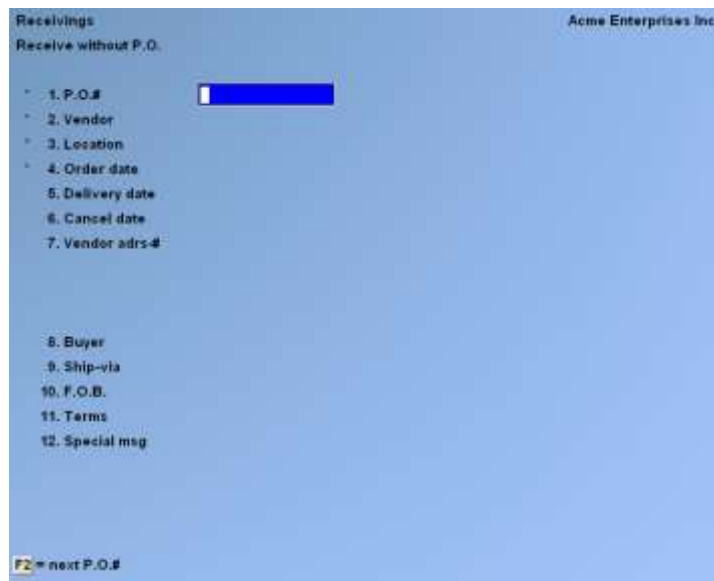 Receivings Acme Enterprises Inc
Receive without P.O.
* 1. P.O.#
* 2. Vendor
* 3. Location
* 4. Order date
5. Delivery date
6. Cancel date
7. Vendor adrs-#
8. Buyer
9. Ship-via
10. F.O.B.
11. Terms
12. Special msg
F2 = next P.O.#